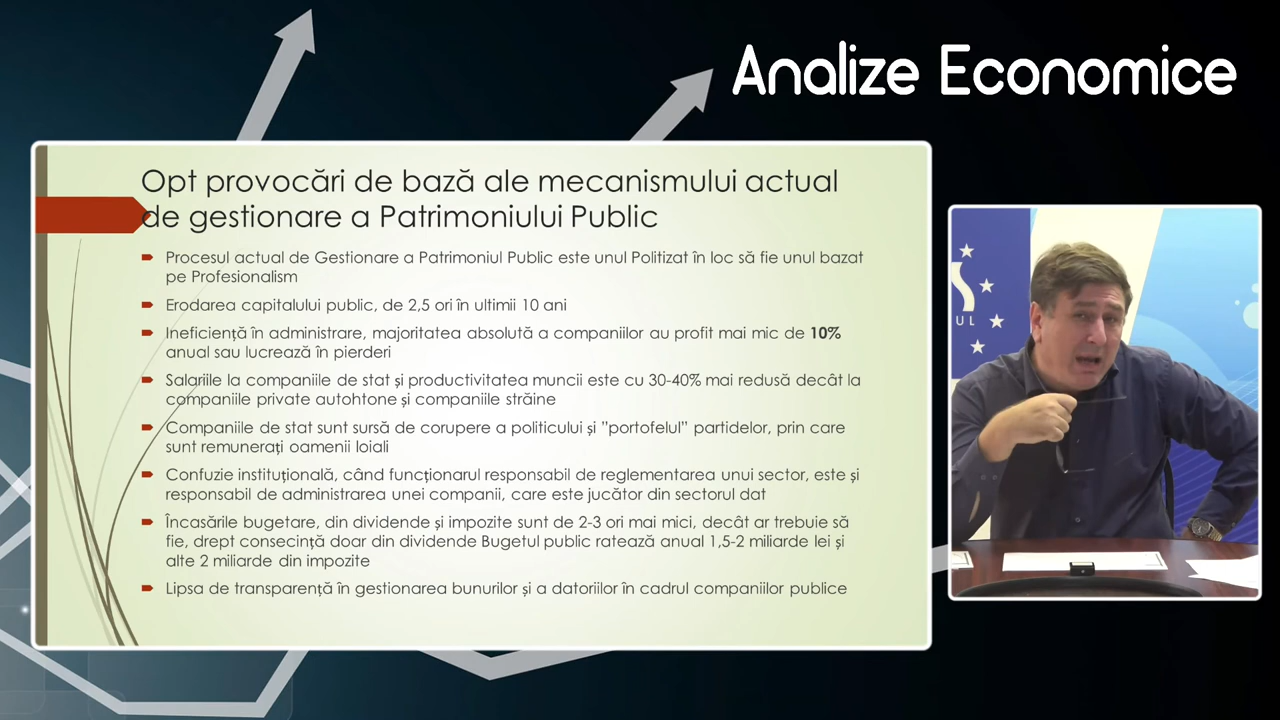 Analize Economice
Opt provocări de bază ale mecanismului actual
de gestionare a Patrimoniului Public
Procesul actual de Gestionare a Patrimoniul Public este unul Politizat în loc să fie unul bazat
pe Profesionalism
Erodarea capitalului public, de 2,5 ori în ultimii 10 ani
Ineficiență în administrare, majoritatea absolută a companiilor au profit mai mic de 10%
anual sau lucrează în pierderi
Salariile la companiile de stat și productivitatea muncii este cu 30-40% mai redusă decât la
companiile private autohtone și companiile străine
Companiile de stat sunt sursă de corupere a politicului și ”portofelul” partidelor, prin care
sunt remunerați oamenii loiali
Confuzie instituțională, când funcționarul responsabil de reglementarea unui sector, este și
responsabil de administrarea unei companii, care este jucător din sectorul dat
Încasările bugetare, din dividende și impozite sunt de 2-3 ori mai mici, decât ar trebuie să
fie, drept consecință doar din dividende Bugetul public ratează anual 1,5-2 miliarde lei și
alte 2 miliarde din impozite
Lipsa de transparență în gestionarea bunurilor și a datoriilor în cadrul companiilor publice
UL